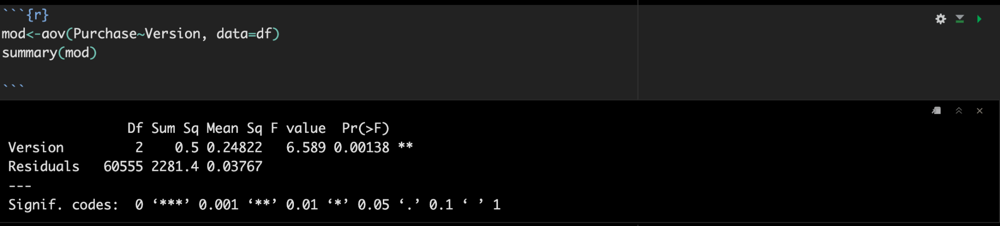 ```{r}
mod<-aov(Purchase~Version, data=df)
summary(mod)
```
Df Sum Sq Mean Sq F value Pr(>F)
Version 2 0.5 0.24822 6.589 0.00138 **
Residuals 60555 2281.4 0.03767
---
Signif. codes: 0 ‘***’ 0.001 ‘**’ 0.01 ‘*’ 0.05 ‘.’ 0.1 ‘ ’ 1